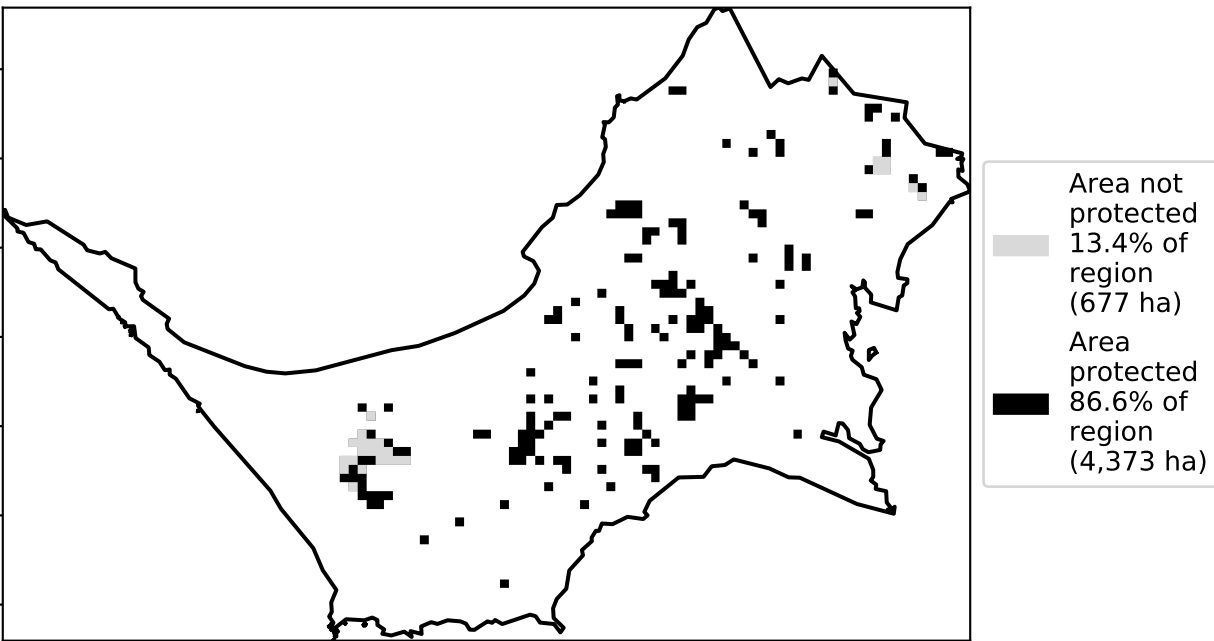 Area not
protected
13.4% of
region
(677 ha)
Area
protected
86.6% of
region
(4,373 ha)